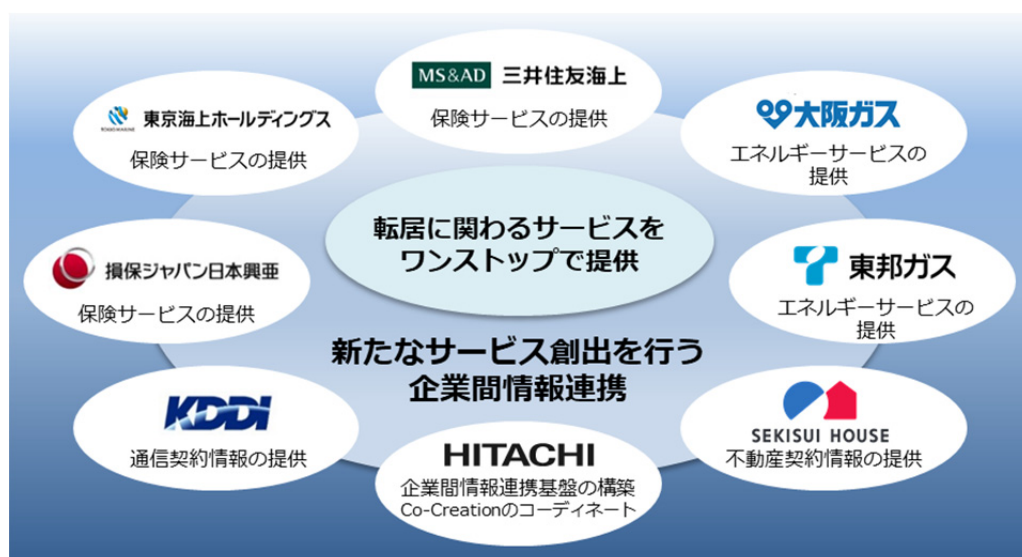 MS&AD 三井住友海上
保険サービスの提供
東京海上ホールディングス
保険サービスの提供
大阪ガス
エネルギーサービスの
提供
転居に関わるサービスを
ワンストップで提供
損保ジャパン日本興亜
保険サービスの提供
東邦ガス
エネルギーサービスの
提供
新たなサービス創出を行う
企業間情報連携
KDDI
通信契約情報の提供
SEKISUI HOUSE
不動産契約情報の提供
HITACHI
企業間情報連携基盤の構築
Co-Creationのコーディネート